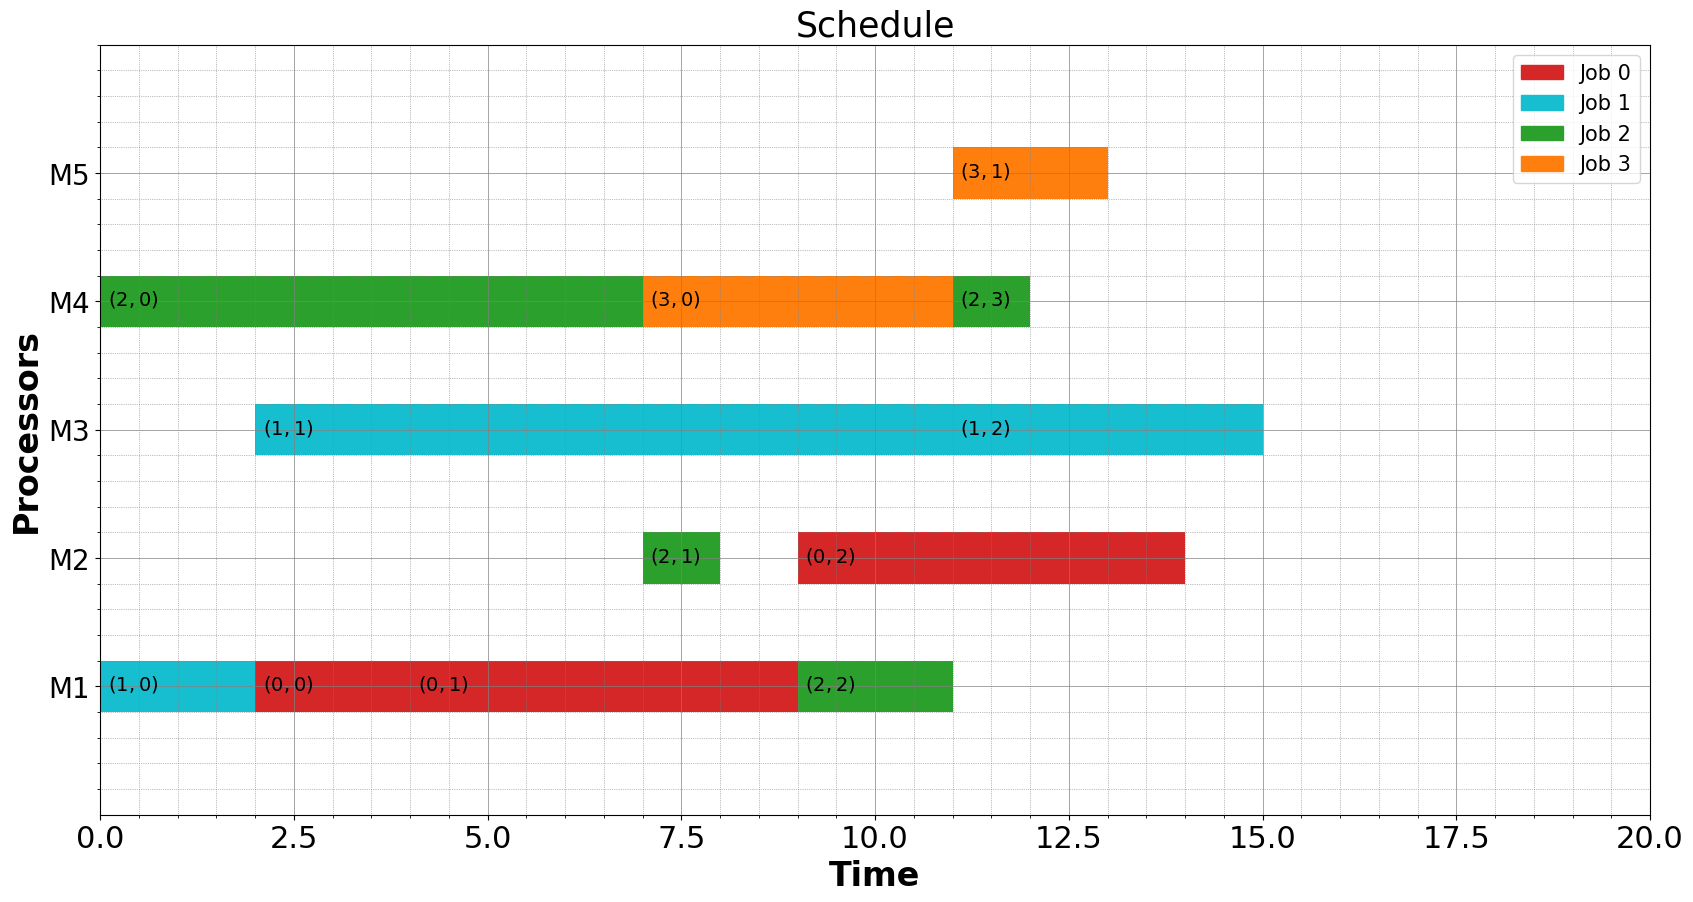 Schedule
Job 0
Job 1
Job 2
Job 3
M5
(3, 1)
M4
(2, 0)
(3, 0)
(2, 3)
M3
(1, 1)
(1, 2)
M2
(2, 1)
(0, 2)
M1
(1, 0)
(0, 0)
(0, 1)
(2, 2)
Processors
0.0 2.5 5.0 7.5 10.0 12.5 15.0 17.5 20.0
Time